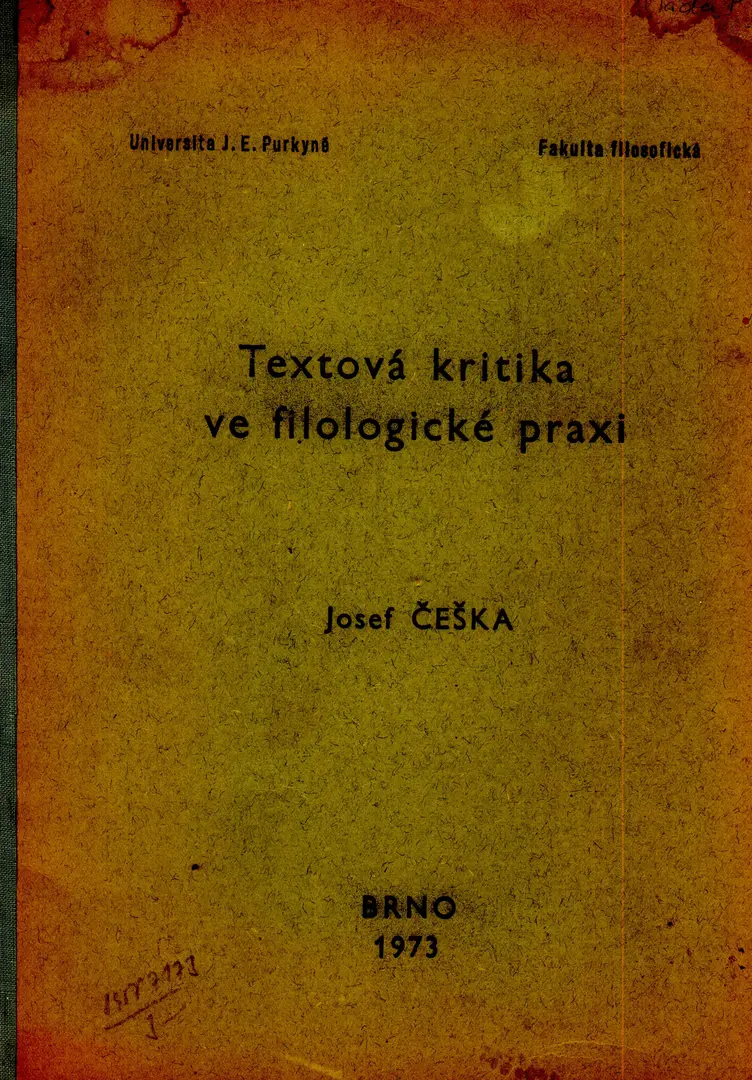 Universita J. E. Purkyně
Fakulta filosofická
Textová kritika
ve filologické praxi
Josef ČEŠKA
BRNO
1973